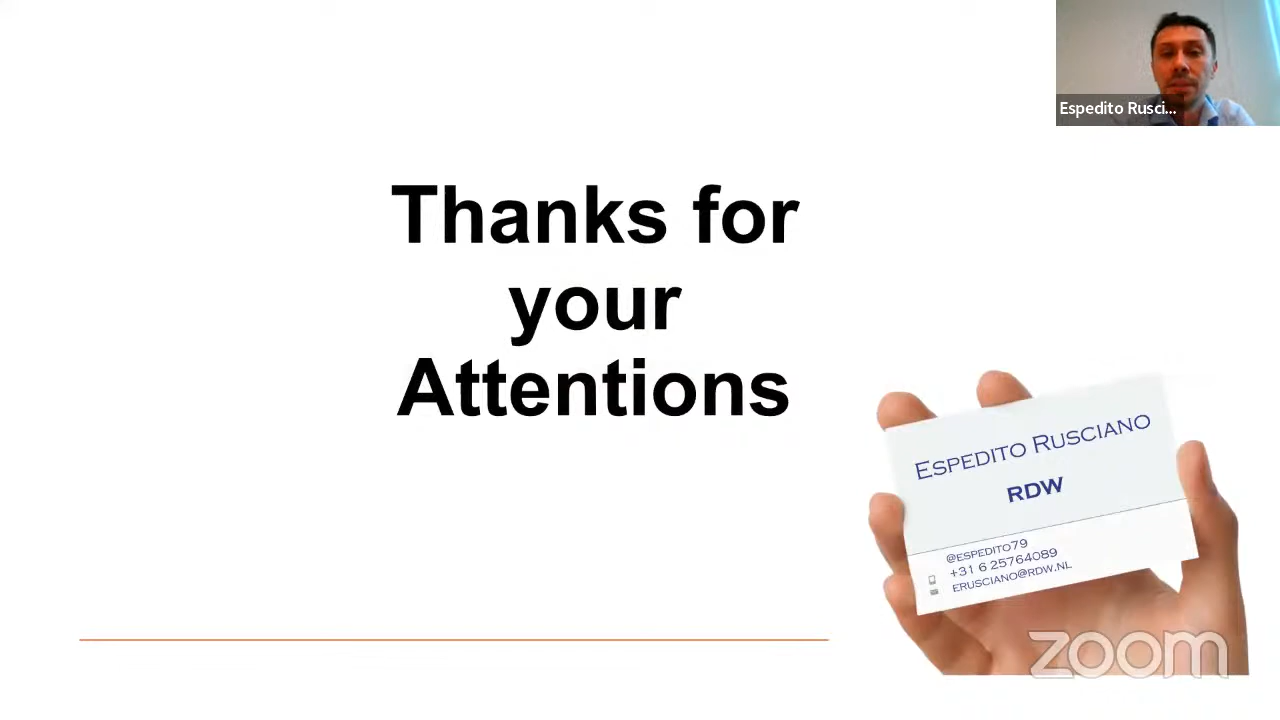 Espedito Rusci...
Thanks for
your
Attentions
ESPEDITO RUSCIANO
RDW
@ESPEDITO79
+31 6 25764089
ERUSCIANO@RDW.NL
zoom